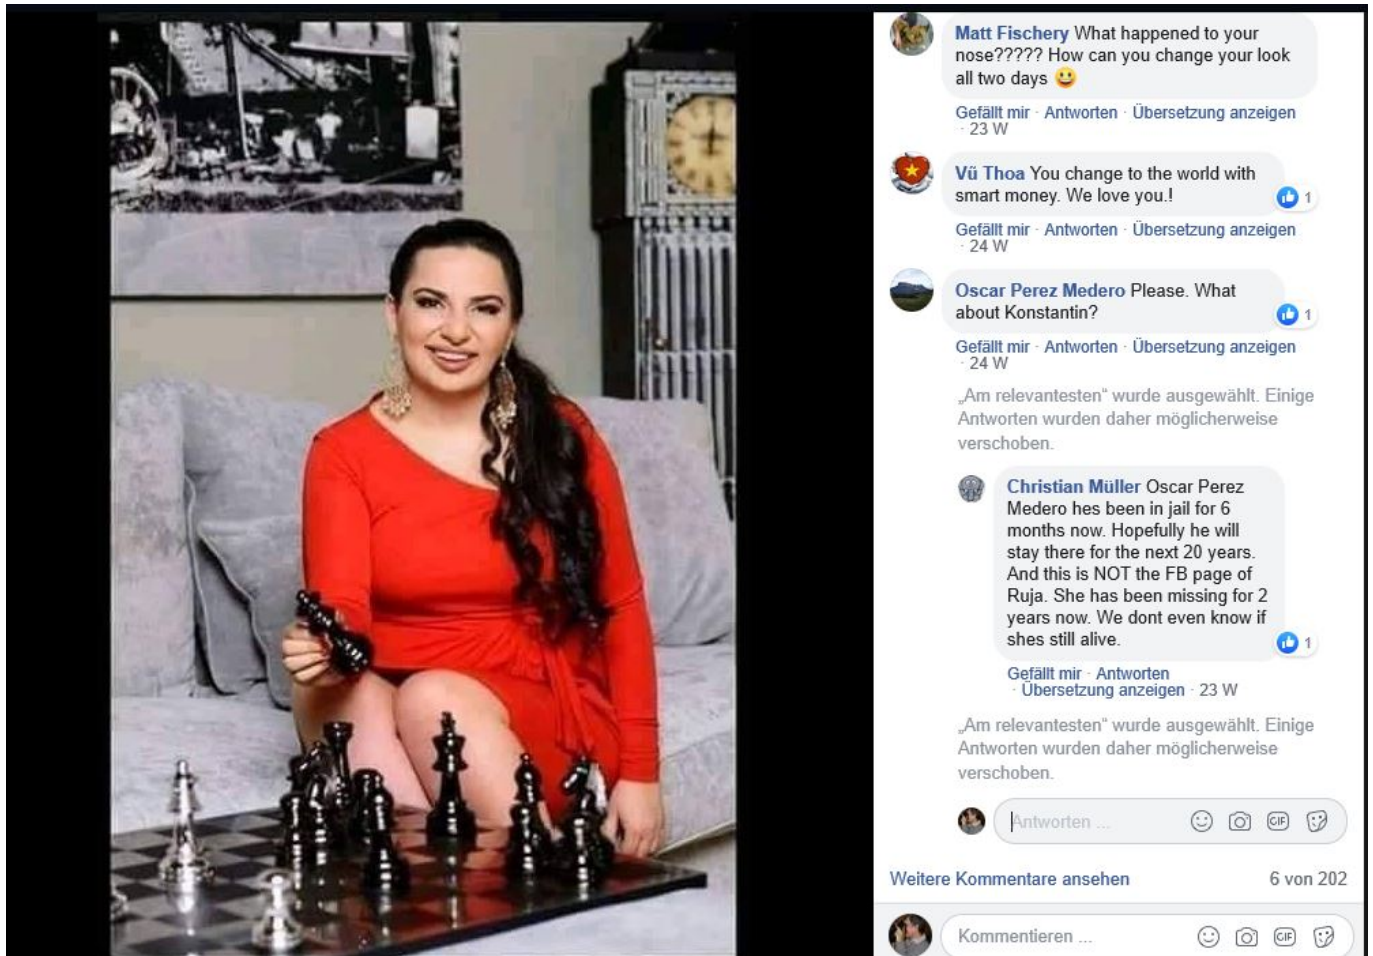 Matt Fischery What happened to your
nose????? How can you change your look
all two days 😀
Gefällt mir · Antworten · Übersetzung anzeigen
· 23 W
Vũ Thoa You change to the world with
smart money. We love you.!
1
Gefällt mir · Antworten · Übersetzung anzeigen
· 24 W
Oscar Perez Medero Please. What
about Konstantin?
1
Gefällt mir · Antworten · Übersetzung anzeigen
· 24 W
„Am relevantesten“ wurde ausgewählt. Einige
Antworten wurden daher möglicherweise
verschoben.
Christian Müller Oscar Perez
Medero hes been in jail for 6
months now. Hopefully he will
stay there for the next 20 years.
And this is NOT the FB page of
Ruja. She has been missing for 2
years now. We dont even know if
shes still alive.
1
Gefällt mir · Antworten
· Übersetzung anzeigen · 23 W
„Am relevantesten“ wurde ausgewählt. Einige
Antworten wurden daher möglicherweise
verschoben.
Antworten ...
GIF
Weitere Kommentare ansehen
6 von 202
Kommentieren ...
GIF